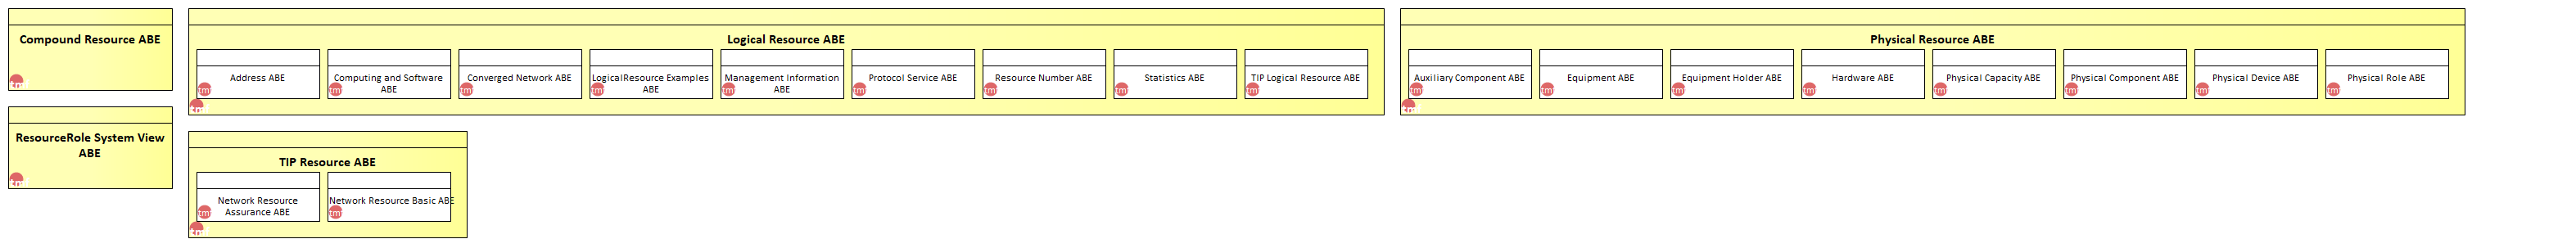 Compound Resource ABE
ResourceRole System View
ABE
Logical Resource ABE
Address ABE
Computing and Software
ABE
Converged Network ABE
LogicalResource Examples
ABE
Management Information
ABE
Protocol Service ABE
Resource Number ABE
Statistics ABE
TIP Logical Resource ABE
TIP Resource ABE
Network Resource
Assurance ABE
Network Resource Basic ABE
Physical Resource ABE
Auxiliary Component ABE
Equipment ABE
Equipment Holder ABE
Hardware ABE
Physical Capacity ABE
Physical Component ABE
Physical Device ABE
Physical Role ABE